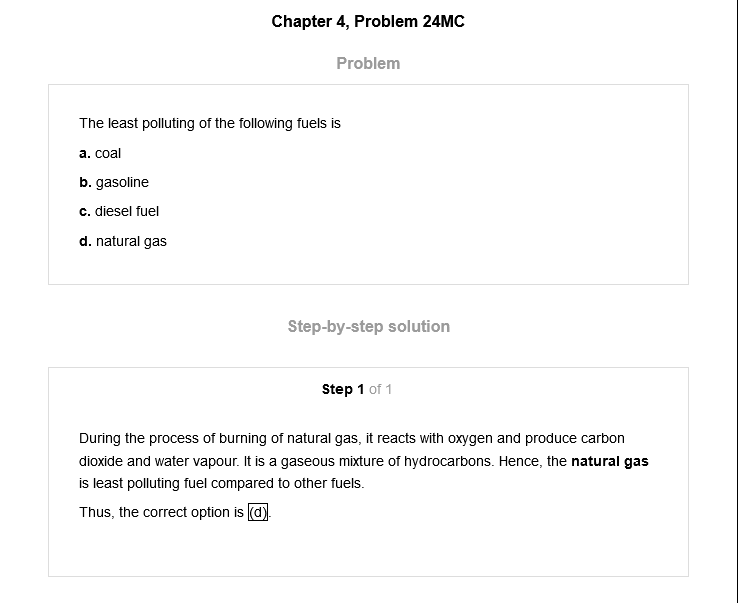 Chapter 4, Problem 24MC
Problem
The least polluting of the following fuels is
a. coal
b. gasoline
c. diesel fuel
d. natural gas
Step-by-step solution
Step 1 of 1
During the process of burning of natural gas, it reacts with oxygen and produce carbon
dioxide and water vapour. It is a gaseous mixture of hydrocarbons. Hence, the natural gas
is least polluting fuel compared to other fuels.
Thus, the correct option is (d).